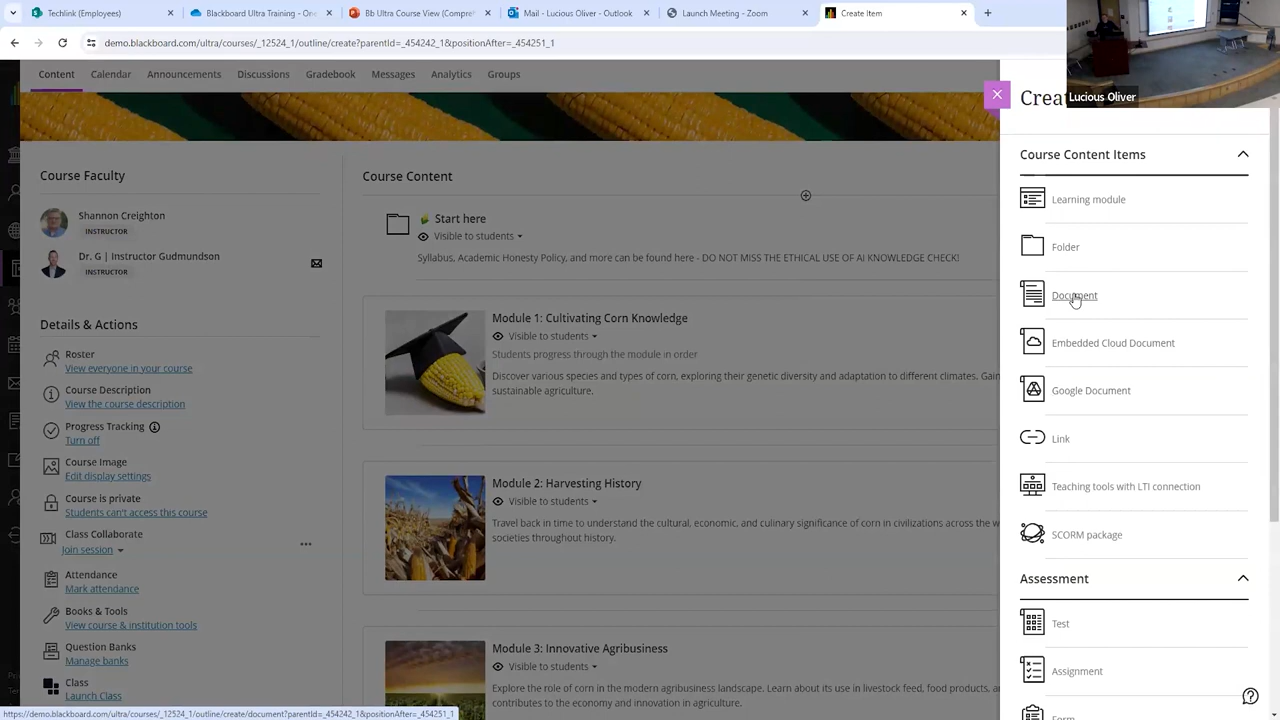 Teaching & Training - One
Bb Ultra Course View (Compet
Mail - Lucious Oliver - Outlook
Launch Meeting - Zoom
Create Item
demo.blackboard.com/ultra/courses/_12524_1/outline/create?parentId=_454242_1&positionAfter=_454251_1
Lucious Oliver
Content
Calendar
Announcements
Discussions
Gradebook
Messages
Analytics
Groups
Course Faculty
Shannon Creighton
INSTRUCTOR
Dr. G | Instructor Gudmundson
INSTRUCTOR
Details & Actions
Roster
View everyone in your course
Course Description
View the course description
Progress Tracking
Turn off
Course Image
Edit display settings
Course is private
Students can't access this course
Class Collaborate
Join session
Attendance
Mark attendance
Books & Tools
View course & institution tools
Question Banks
Manage banks
Class
Launch Class
Course Content
Start here
Visible to students
Syllabus, Academic Honesty Policy, and more can be found here - DO NOT MISS THE ETHICAL USE OF AI KNOWLEDGE CHECK!
Module 1: Cultivating Corn Knowledge
Visible to students
Students progress through the module in order
Discover various species and types of corn, exploring their genetic diversity and adaptation to different climates. Gain
sustainable agriculture.
Module 2: Harvesting History
Visible to students
Travel back in time to understand the cultural, economic, and culinary significance of corn in civilizations across the w
societies throughout history.
Module 3: Innovative Agribusiness
Visible to students
Explore the role of corn in the modern agribusiness landscape. Learn about its use in livestock feed, food products, a
contributes to the economy and innovation in agriculture.
Crea
Course Content Items
Learning module
Folder
Document
Embedded Cloud Document
Google Document
Link
Teaching tools with LTI connection
SCORM package
Assessment
Test
Assignment
Form
https://demo.blackboard.com/ultra/courses/_12524_1/outline/create/document?parentId=_454242_1&positionAfter=_454251_1